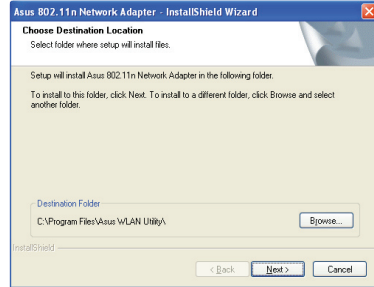 Asus 802.11n Network Adapter - InstallShield Wizard
Choose Destination Location
Select folder where setup will install files.
Setup will install Asus 802.11n Network Adapter in the following folder.
To install to this folder, click Next. To install to a different folder, click Browse and select
another folder.
Destination Folder
C:\Program Files\Asus WLAN Utility\
Browse...
InstallShield
< Back
Next >
Cancel